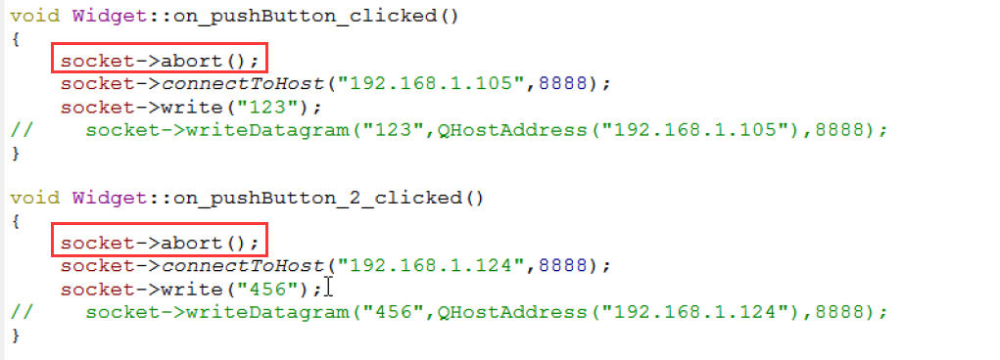 void Widget::on_pushButton_clicked()
{
    socket->abort();
    socket->connectToHost("192.168.1.105",8888);
    socket->write("123");
//    socket->writeDatagram("123",QHostAddress("192.168.1.105"),8888);
}
void Widget::on_pushButton_2_clicked()
{
    socket->abort();
    socket->connectToHost("192.168.1.124",8888);
    socket->write("456");
//    socket->writeDatagram("456",QHostAddress("192.168.1.124"),8888);
}